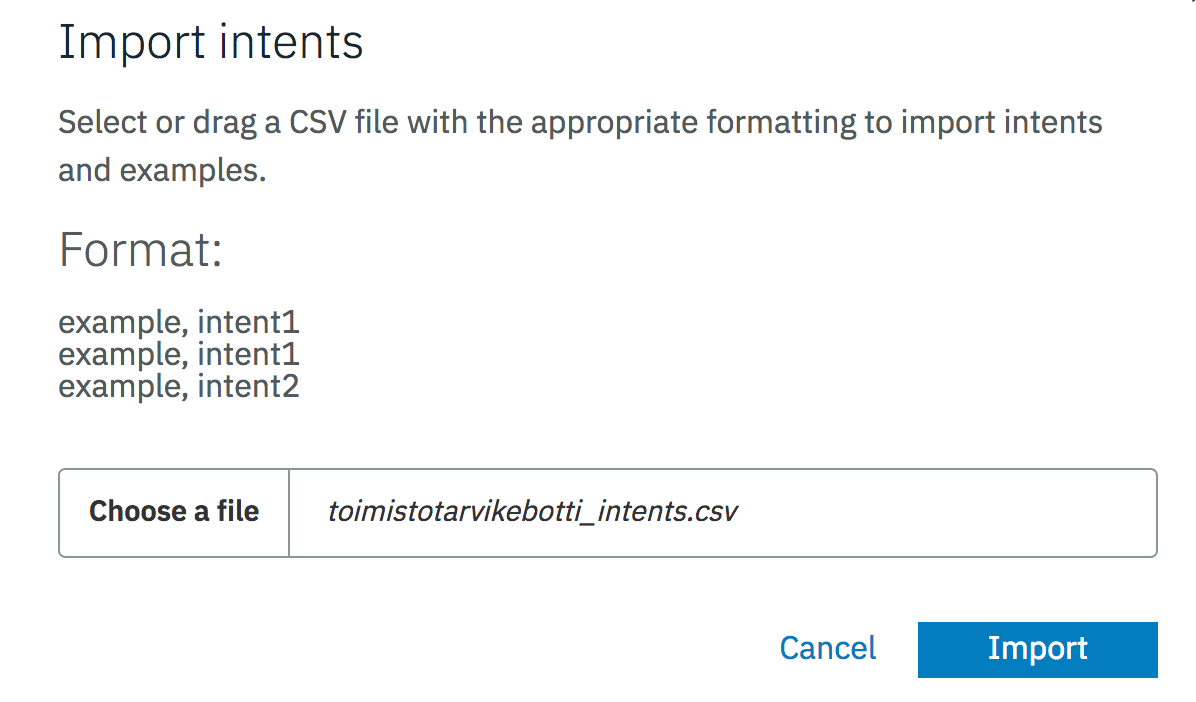 Import intents
Select or drag a CSV file with the appropriate formatting to import intents
and examples.
Format:
example, intent1
example, intent1
example, intent2
Choose a file
toimistotarvikebotti_intents.csv
Cancel
Import